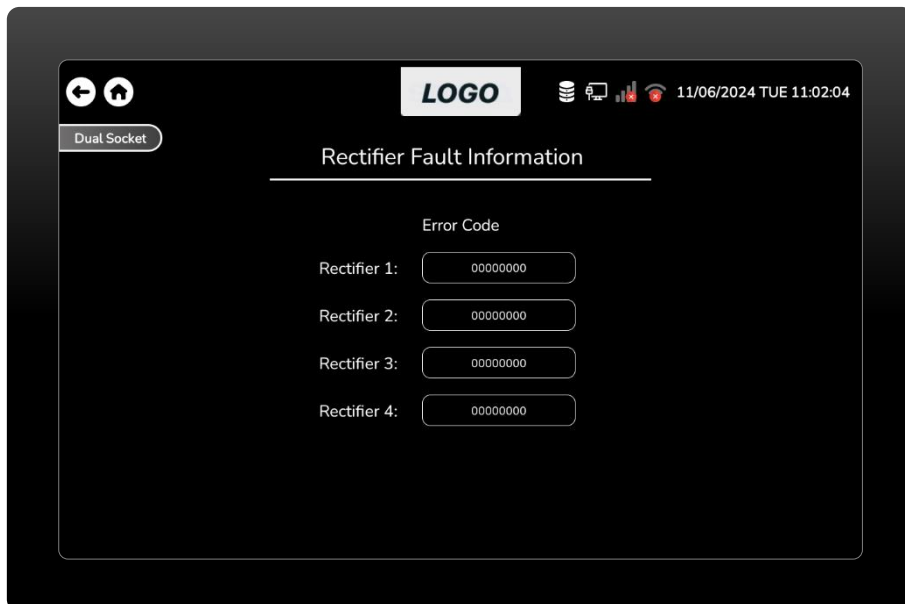 LOGO
11/06/2024 TUE 11:02:04
Dual Socket
Rectifier Fault Information
Error Code
Rectifier 1: 00000000
Rectifier 2: 00000000
Rectifier 3: 00000000
Rectifier 4: 00000000